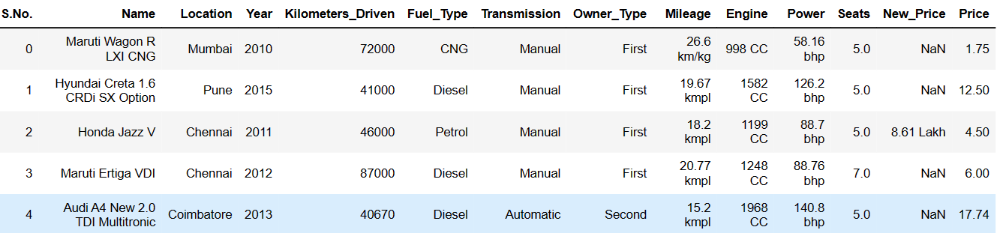 S.No. Name Location Year Kilometers_Driven Fuel_Type Transmission Owner_Type Mileage Engine Power Seats New_Price Price
0 Maruti Wagon R LXI CNG Mumbai 2010 72000 CNG Manual First 26.6 km/kg 998 CC 58.16 bhp 5.0 NaN 1.75
1 Hyundai Creta 1.6 CRDi SX Option Pune 2015 41000 Diesel Manual First 19.67 kmpl 1582 CC 126.2 bhp 5.0 NaN 12.50
2 Honda Jazz V Chennai 2011 46000 Petrol Manual First 18.2 kmpl 1199 CC 88.7 bhp 5.0 8.61 Lakh 4.50
3 Maruti Ertiga VDI Chennai 2012 87000 Diesel Manual First 20.77 kmpl 1248 CC 88.76 bhp 7.0 NaN 6.00
4 Audi A4 New 2.0 TDI Multitronic Coimbatore 2013 40670 Diesel Automatic Second 15.2 kmpl 1968 CC 140.8 bhp 5.0 NaN 17.74